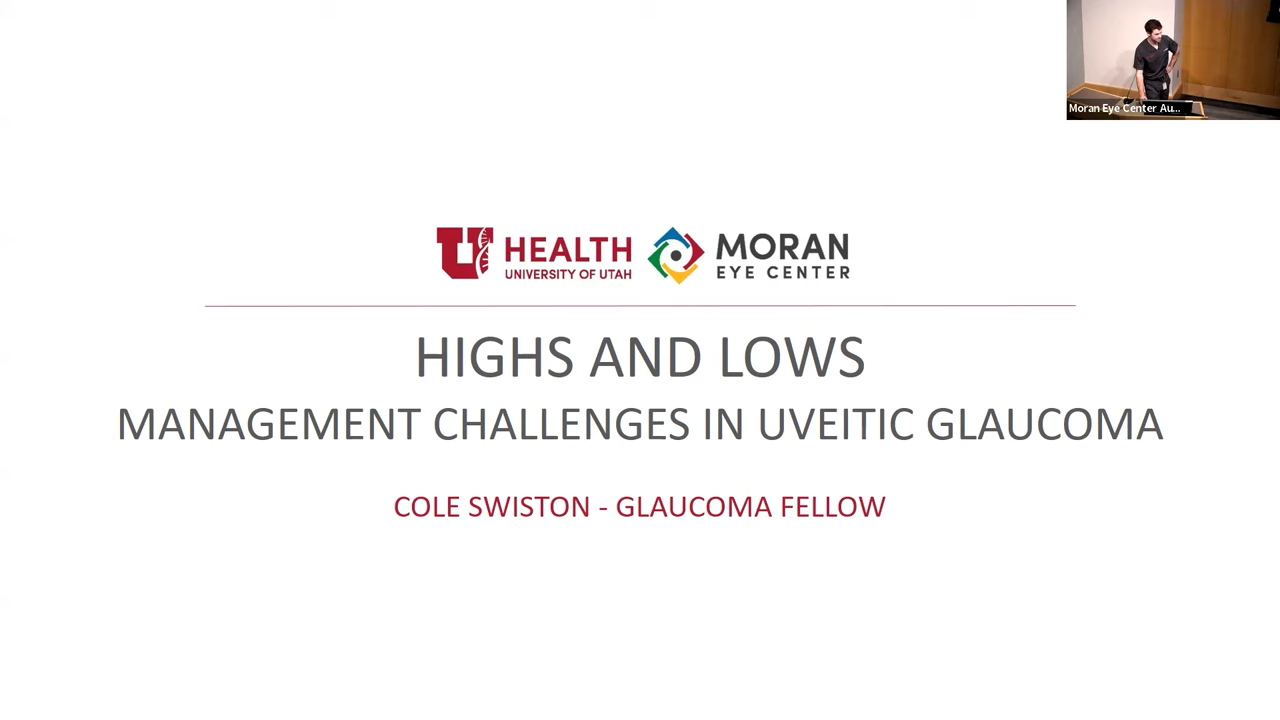 Moran Eye Center Au...
HEALTH
UNIVERSITY OF UTAH
MORAN
EYE CENTER
HIGHS AND LOWS
MANAGEMENT CHALLENGES IN UVEITIC GLAUCOMA
COLE SWISTON - GLAUCOMA FELLOW